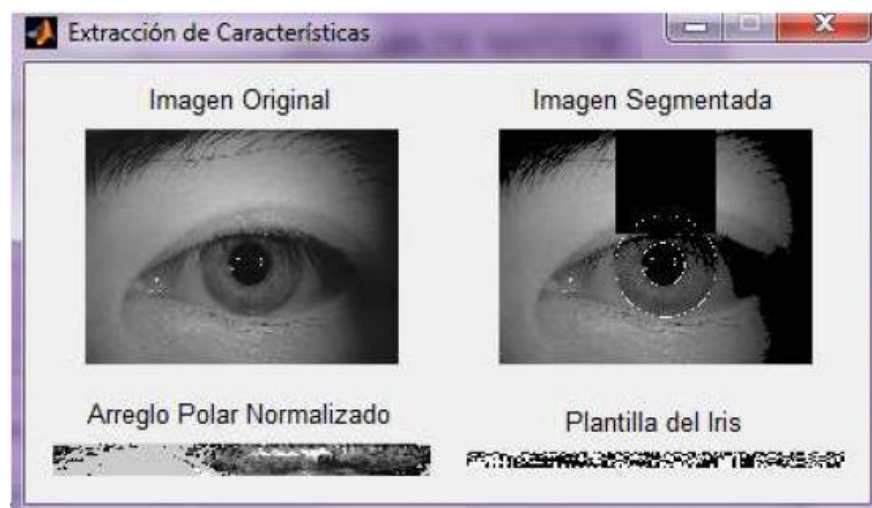 Extracción de Características
Imagen Original
Imagen Segmentada
Arreglo Polar Normalizado
Plantilla del Iris